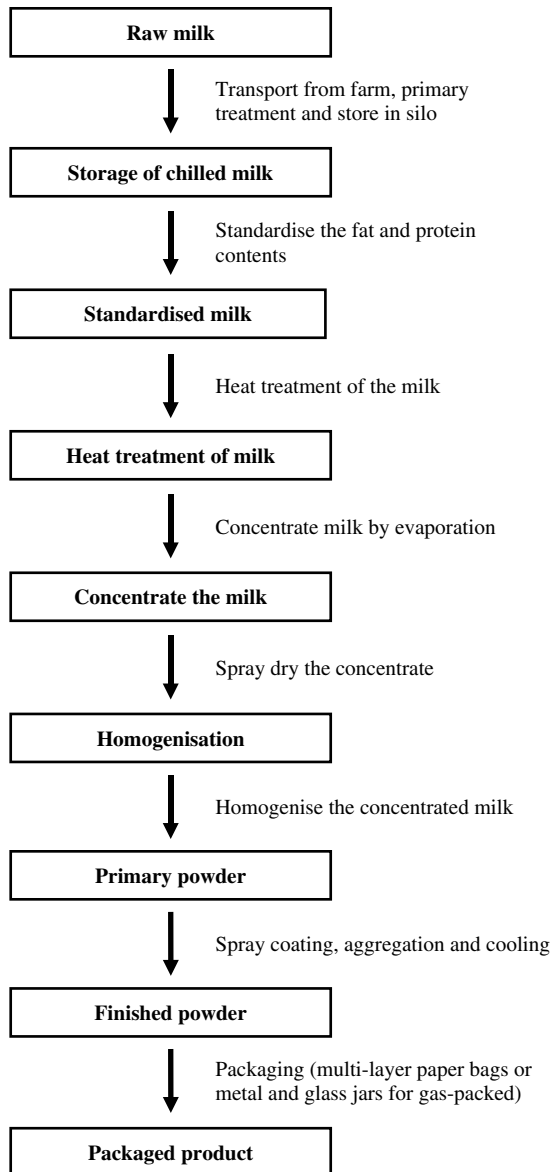 Raw milk
Transport from farm, primary
treatment and store in silo
Storage of chilled milk
Standardise the fat and protein
contents
Standardised milk
Heat treatment of the milk
Heat treatment of milk
Concentrate milk by evaporation
Concentrate the milk
Spray dry the concentrate
Homogenisation
Homogenise the concentrated milk
Primary powder
Spray coating, aggregation and cooling
Finished powder
Packaging (multi-layer paper bags or
metal and glass jars for gas-packed)
Packaged product